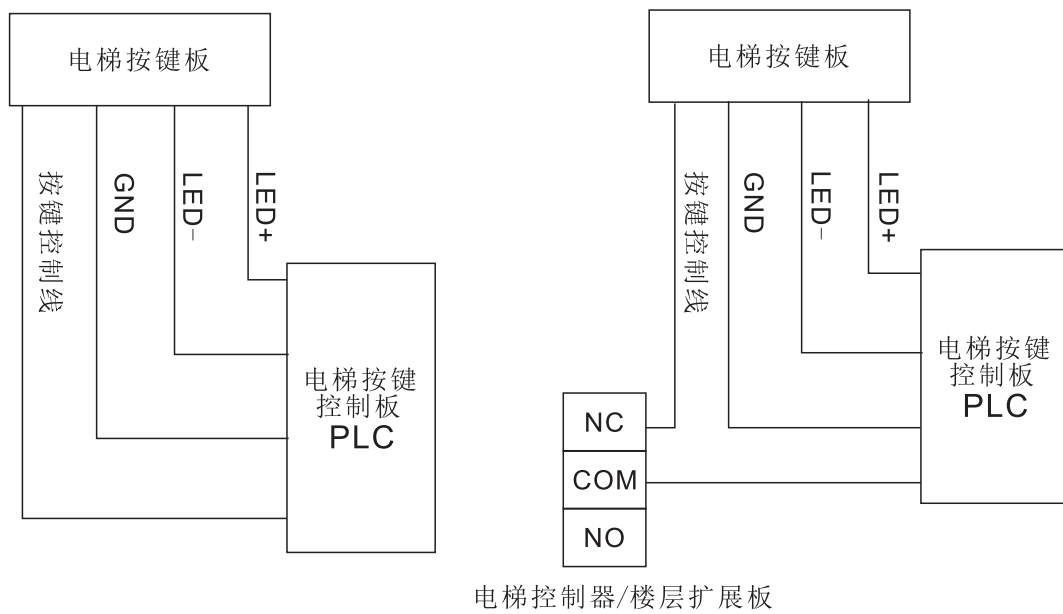 电梯按键板
按键控制线
GND
LED-
LED+
电梯按键
控制板
PLC
电梯按键板
按键控制线
GND
LED-
LED+
电梯按键
控制板
PLC
NC
COM
NO
电梯控制器/楼层扩展板